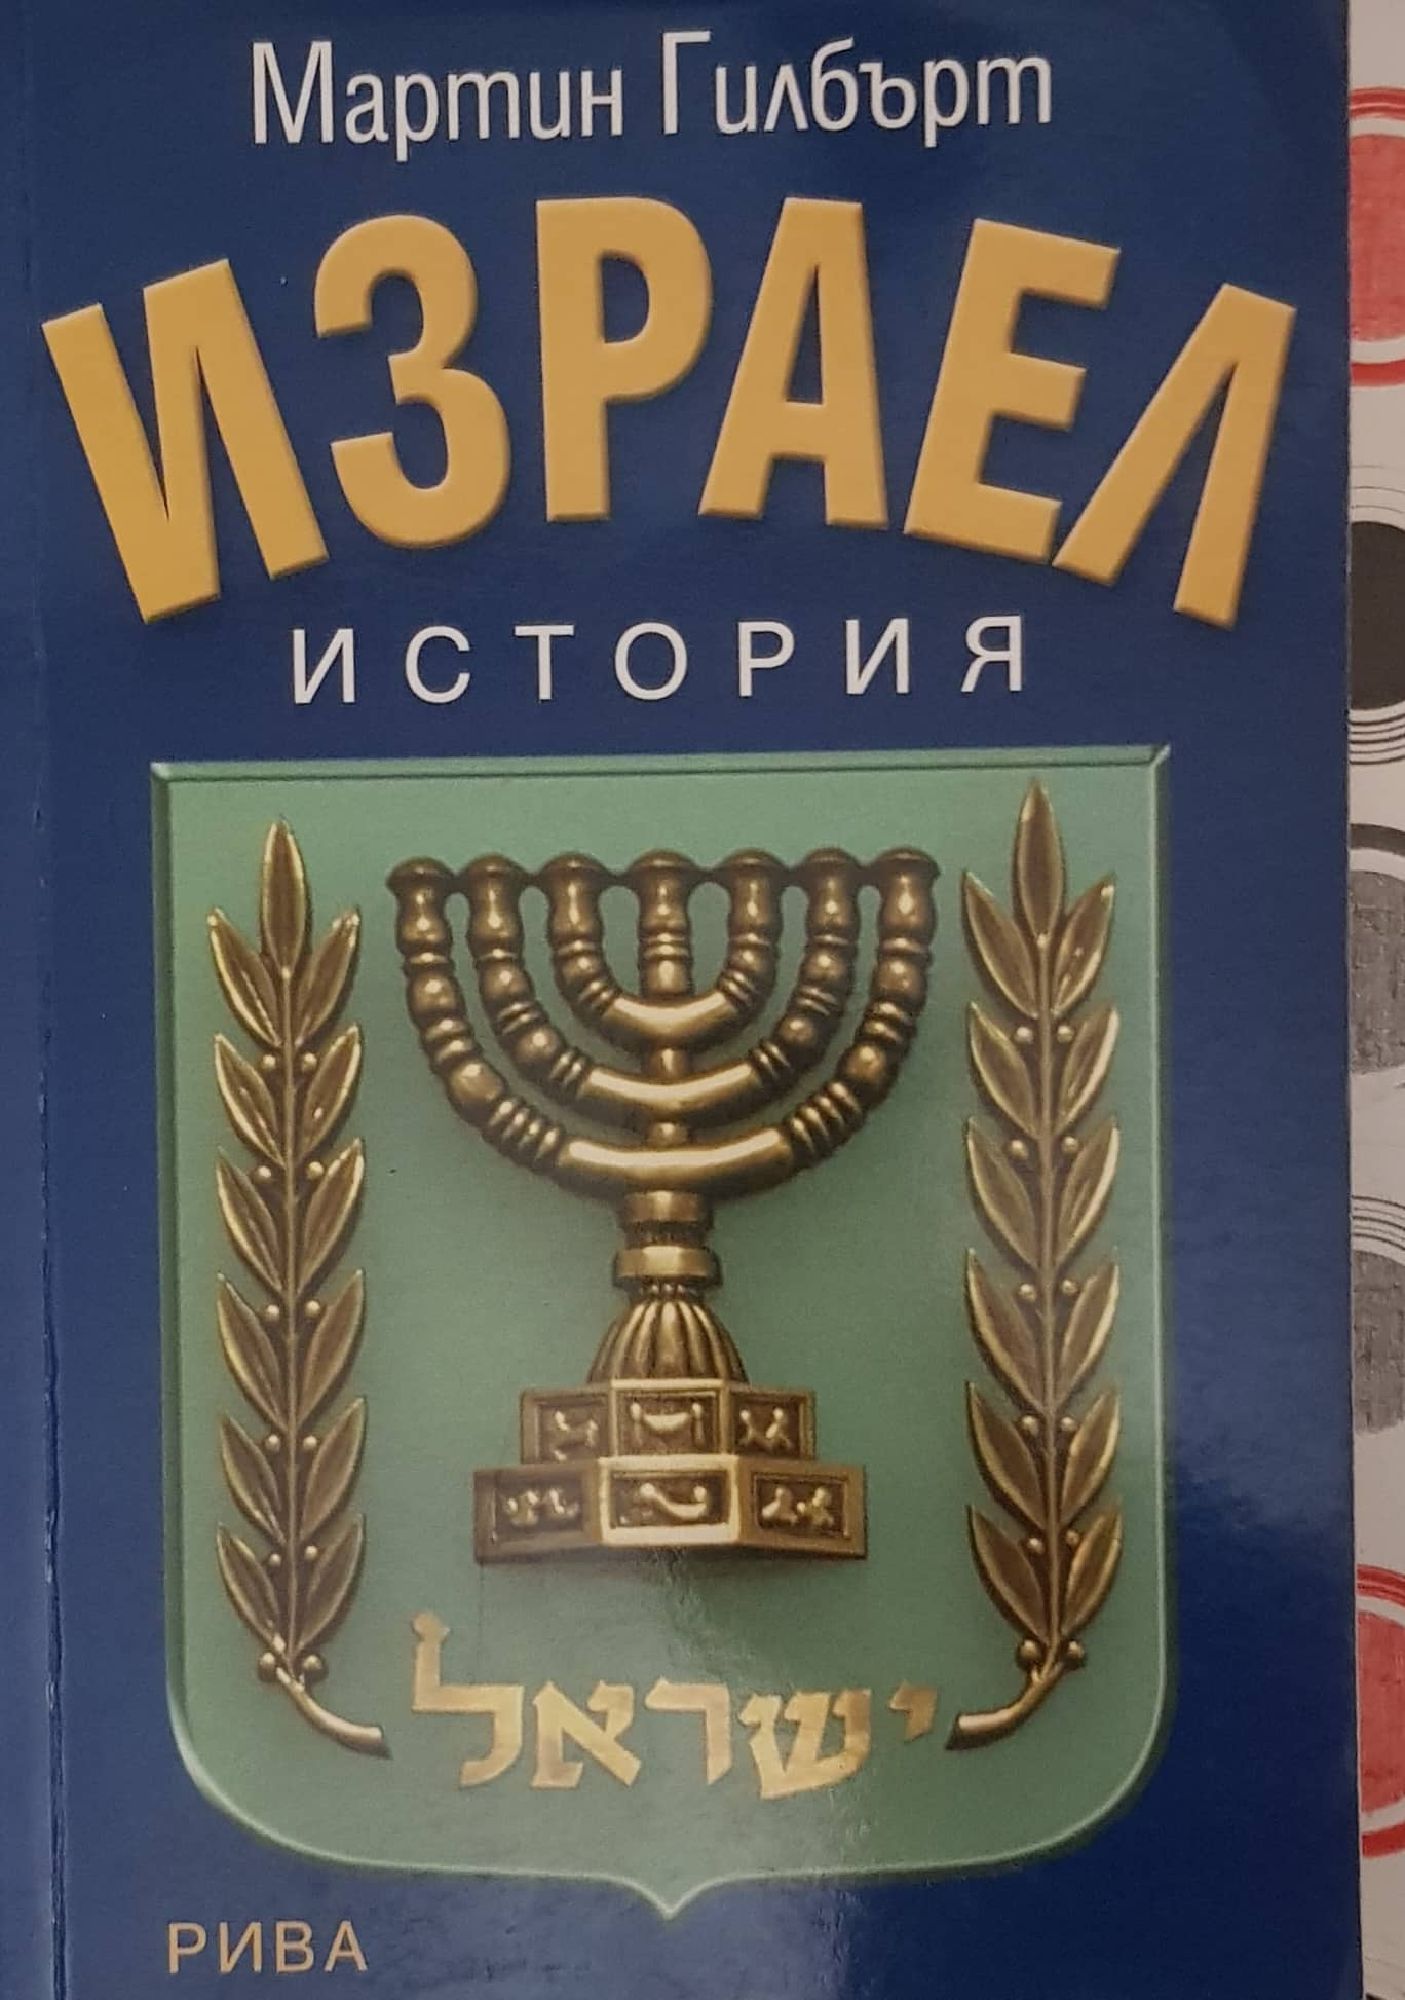 Мартин Гилбърт
ИЗРАЕЛ
ИСТОРИЯ
ישראל
РИВА